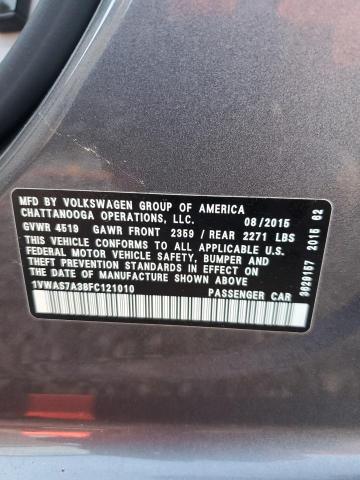 MFD BY VOLKSWAGEN GROUP OF AMERICA
CHATTANOOGA OPERATIONS, LLC. 08/2015
GVWR 4519 GAWR FRONT 2359 / REAR 2271 LBS
THIS VEHICLE CONFORMS TO ALL APPLICABLE U.S.
FEDERAL MOTOR VEHICLE SAFETY, BUMPER AND
THEFT PREVENTION STANDARDS IN EFFECT ON
THE DATE OF MANUFACTURE SHOWN ABOVE.
1VWAS7A38FC121010 PASSENGER CAR
3629157 2015 62